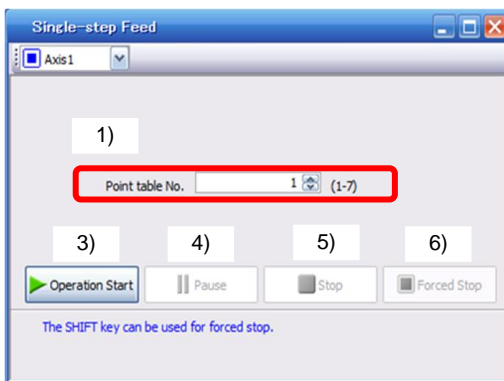 Single-step Feed
Axis1
1)
Point table No. 1 (1-7)
3) 4) 5) 6)
Operation Start Pause Stop Forced Stop
The SHIFT key can be used for forced stop.